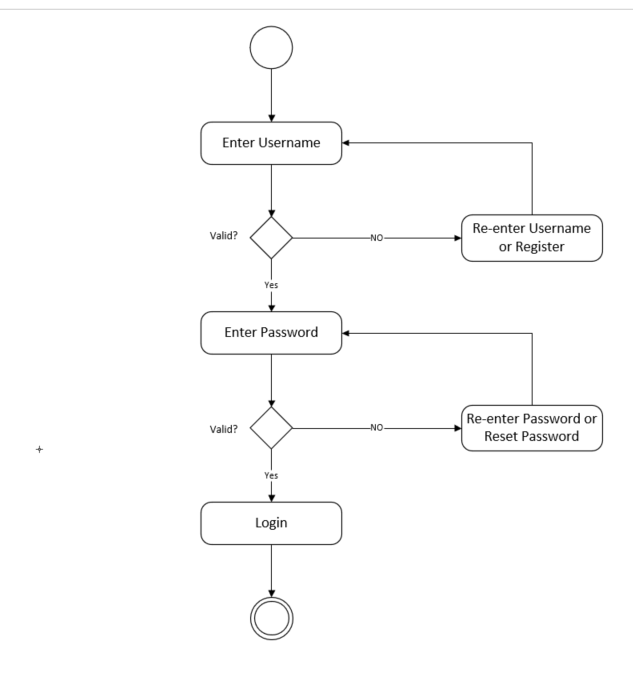 Enter Username
Valid?
NO
Re-enter Username
or Register
Yes
Enter Password
Valid?
NO
Re-enter Password or
Reset Password
Yes
Login